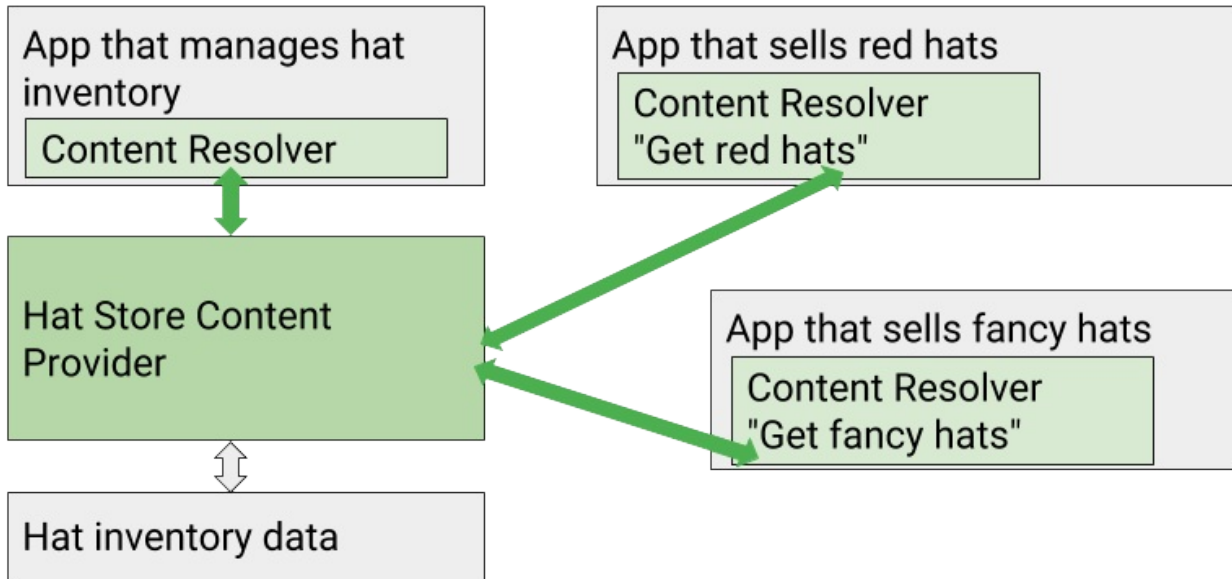 App that manages hat
inventory
Content Resolver
App that sells red hats
Content Resolver
"Get red hats"
Hat Store Content
Provider
App that sells fancy hats
Content Resolver
"Get fancy hats"
Hat inventory data